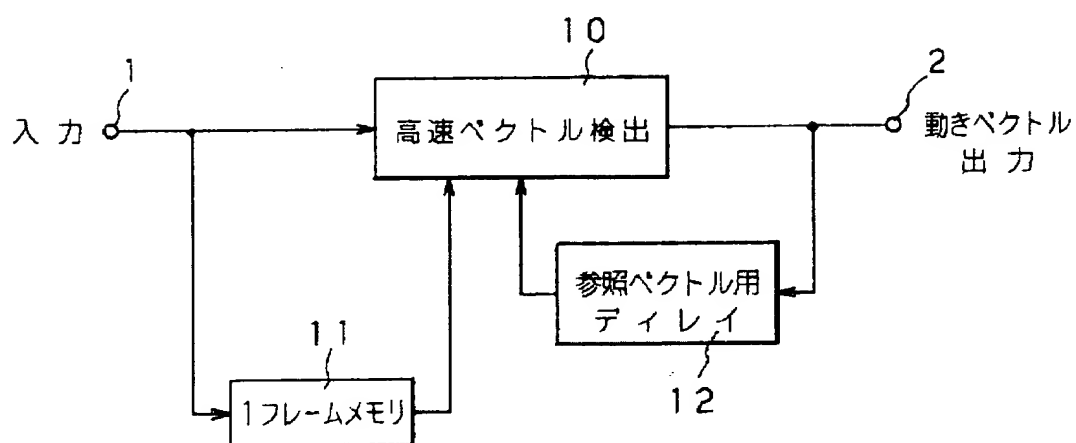 10
1
2
入力
高速ベクトル検出
動きベクトル
出力
参照ベクトル用
ディレイ
11
12
1フレームメモリ